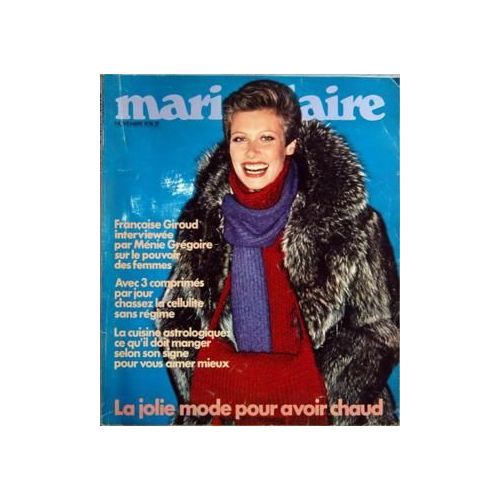 marie claire
Françoise Giroud
interviewée
par Ménie Grégoire
sur le pouvoir
des femmes
Avec 3 comprimés
par jour
chassez la cellulite
sans régime
La cuisine astrologique:
ce qu'il doit manger
selon son signe
pour vous aimer mieux
La jolie mode pour avoir chaud